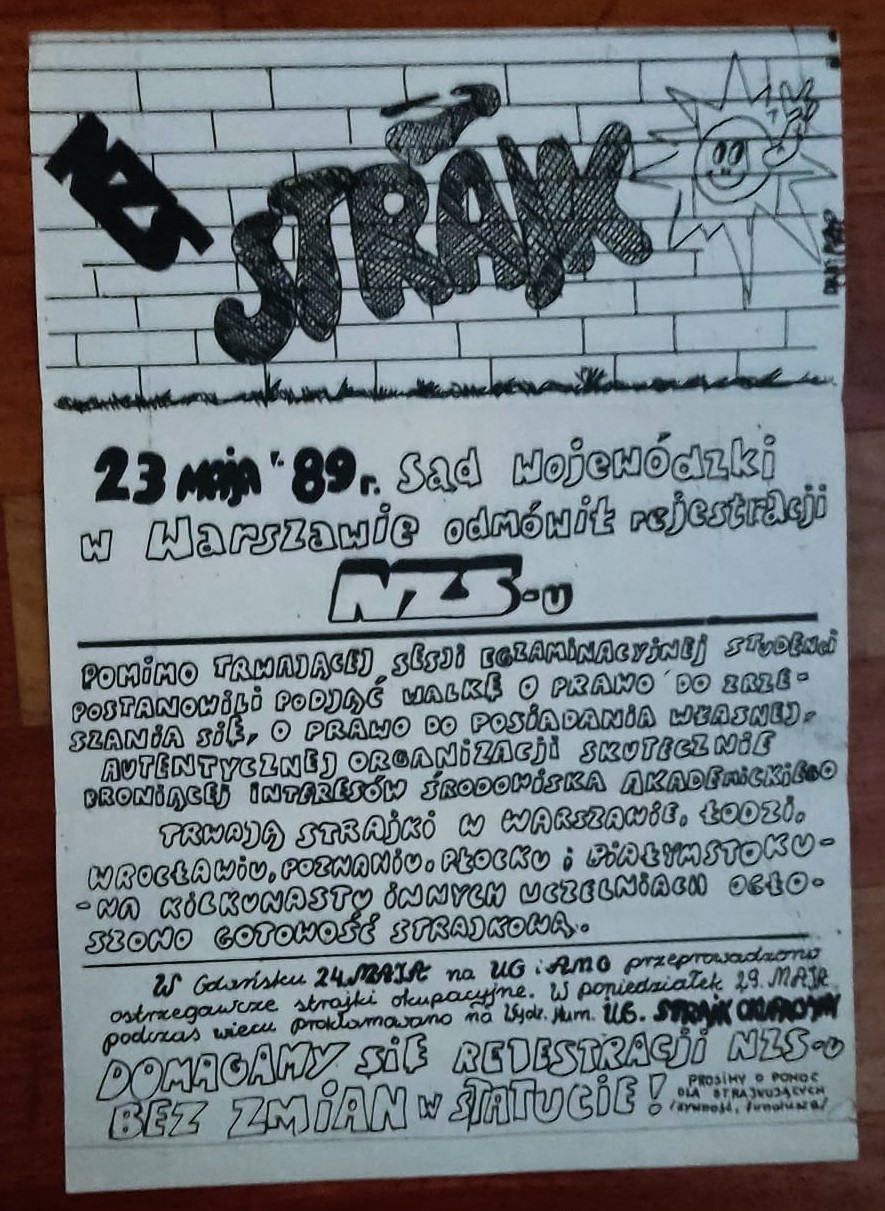 NZS
STRAJK
23 maja '89 r. Sąd Wojewódzki
w Warszawie odmówił rejestracji
NZS-u
POMIMO TRWAJĄCEJ SESJI EGZAMINACYJNEJ STUDENCI
POSTANOWILI PODJĄĆ WALKĘ O PRAWO DO ZRZE-
SZANIA SIĘ, O PRAWO DO POSIADANIA WŁASNEJ,
AUTENTYCZNEJ ORGANIZACJI SKUTECZNIE
BRONIĄCEJ INTERESÓW ŚRODOWISKA AKADEMICKIEGO
TRWAJĄ STRAJKI W WARSZAWIE, ŁODZI,
WROCŁAWIU, POZNANIU, PŁOCKU i BIAŁYMSTOKU-
-NA KILKUNASTU INNYCH UCZELNIACH OGŁO-
SZONO GOTOWOŚĆ STRAJKOWĄ.
W Gdańsku 24 MAJA na UG i AMG przeprowadzono
ostrzegawcze strajki okupacyjne. W poniedziałek 29. MAJA
podczas wiecu proklamowano na Wydz. Hum. UG. STRAJK OKUPACYJNY
DOMAGAMY SIĘ REJESTRACJI NZS-u
BEZ ZMIAN w STATUCIE!
PROSIMY O POMOC
DLA STRAJKUJĄCYCH
/żywność,